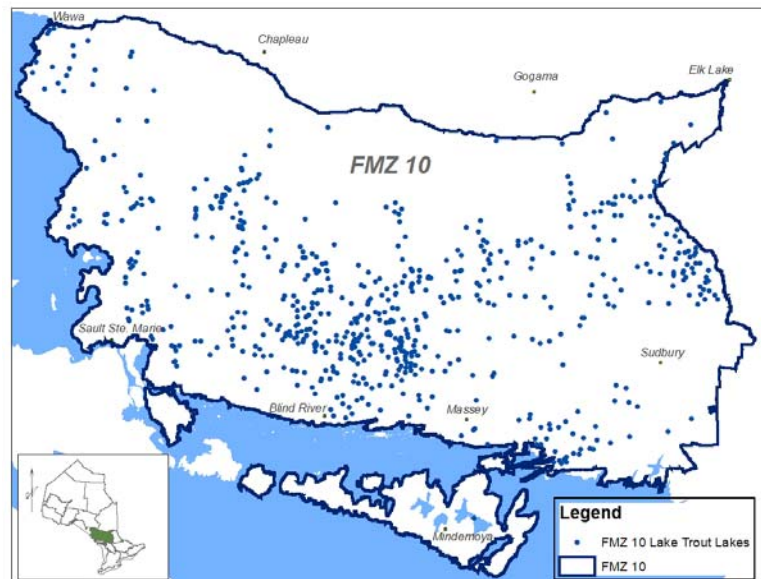 Wawa
Chapleau
Gogama
Elk Lake
FMZ 10
Sault Ste. Marie
Sudbury
Blind River
Massey
Mindemoya
Legend
FMZ 10 Lake Trout Lakes
FMZ 10